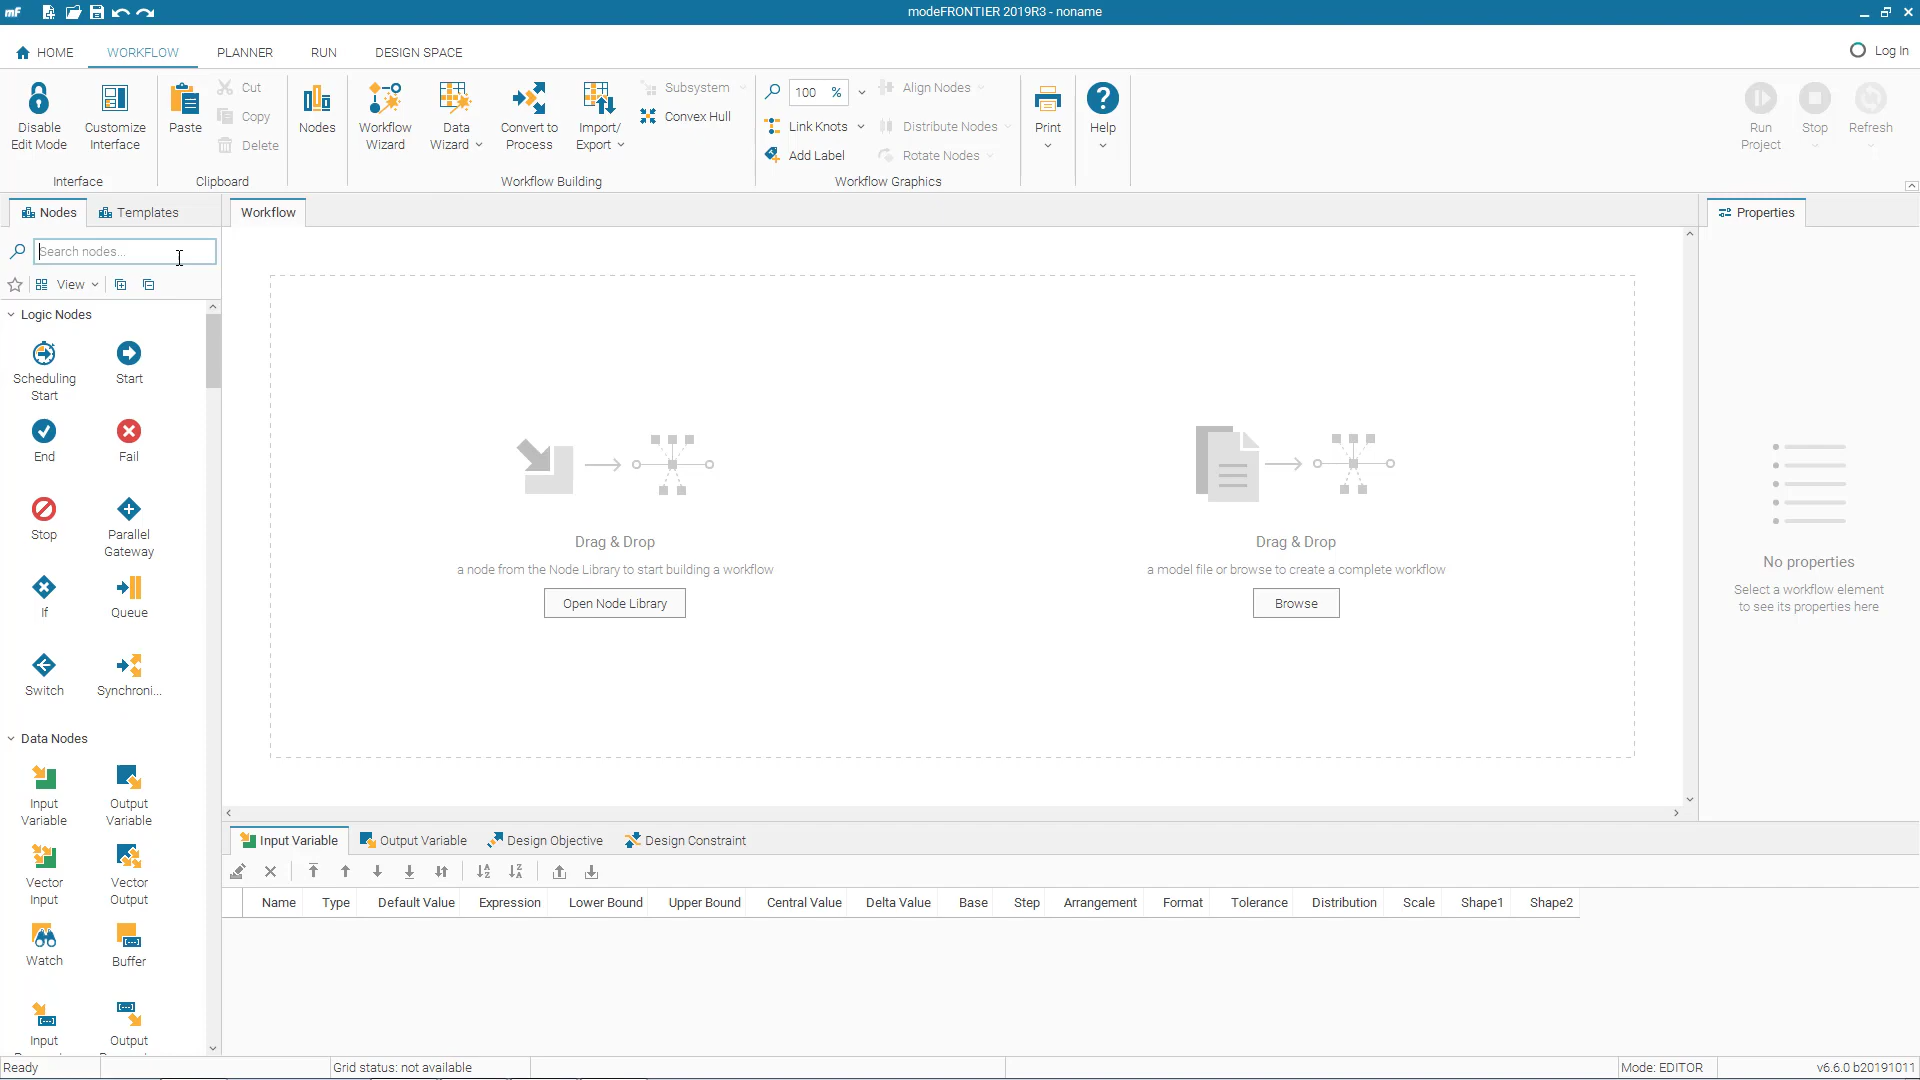 mF
modeFRONTIER 2019R3 - noname
HOME
WORKFLOW
PLANNER
RUN
DESIGN SPACE
Log In
Disable
Edit Mode
Customize
Interface
Interface
Paste
Cut
Copy
Delete
Clipboard
Nodes
Workflow
Wizard
Data
Wizard
Convert to
Process
Import/
Export
Subsystem
Convex Hull
Workflow Building
100 %
Link Knots
Add Label
Align Nodes
Distribute Nodes
Rotate Nodes
Workflow Graphics
Print
Help
Run
Project
Stop
Refresh
Nodes
Templates
Search nodes...
View
Logic Nodes
Scheduling
Start
Start
End
Fail
Stop
Parallel
Gateway
If
Queue
Switch
Synchroni...
Data Nodes
Input
Variable
Output
Variable
Vector
Input
Vector
Output
Watch
Buffer
Input
Output
Workflow
Drag & Drop
a node from the Node Library to start building a workflow
Open Node Library
Drag & Drop
a model file or browse to create a complete workflow
Browse
Properties
No properties
Select a workflow element
to see its properties here
Input Variable
Output Variable
Design Objective
Design Constraint
Name Type Default Value Expression Lower Bound Upper Bound Central Value Delta Value Base Step Arrangement Format Tolerance Distribution Scale Shape1 Shape2
Ready
Grid status: not available
Mode: EDITOR
v6.6.0 b20191011